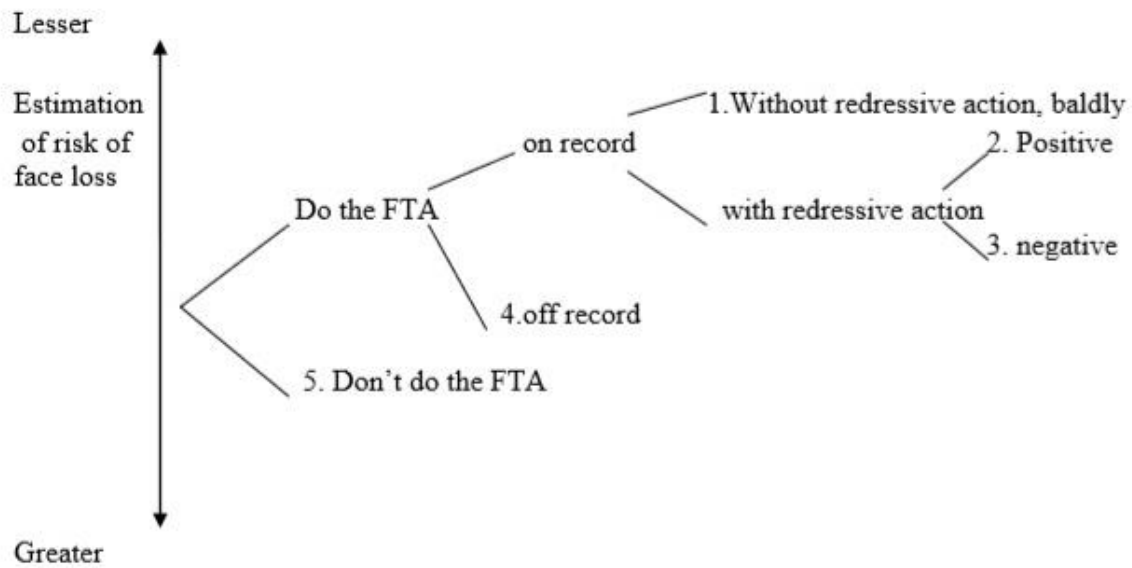 Lesser
Estimation
of risk of
face loss
1.Without redressive action, baldly
on record
2. Positive
Do the FTA
with redressive action
3. negative
4.off record
5. Don’t do the FTA
Greater